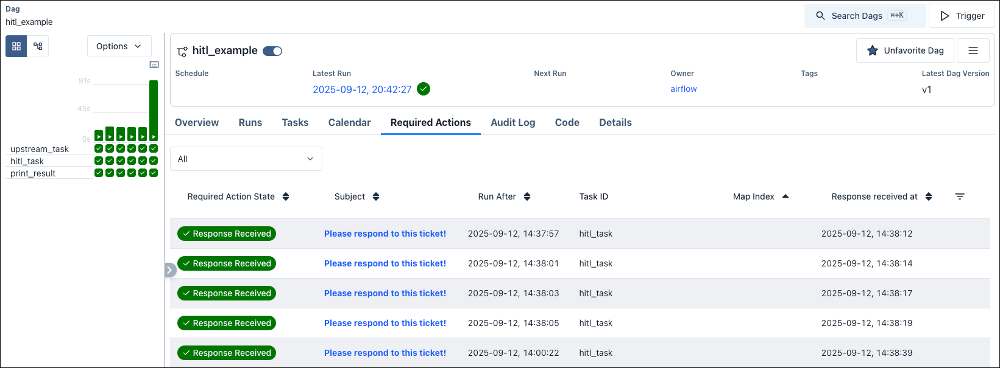 Dag
hitl_example
Search Dags ⌘+K
Trigger
Options
91s
45s
0s
upstream_task
hitl_task
print_result
hitl_example
Unfavorite Dag
Schedule Latest Run Next Run Owner Tags Latest Dag Version
2025-09-12, 20:42:27 airflow v1
Overview Runs Tasks Calendar Required Actions Audit Log Code Details
All
Required Action State Subject Run After Task ID Map Index Response received at
Response Received Please respond to this ticket! 2025-09-12, 14:37:57 hitl_task 2025-09-12, 14:38:12
Response Received Please respond to this ticket! 2025-09-12, 14:38:01 hitl_task 2025-09-12, 14:38:14
Response Received Please respond to this ticket! 2025-09-12, 14:38:03 hitl_task 2025-09-12, 14:38:17
Response Received Please respond to this ticket! 2025-09-12, 14:38:05 hitl_task 2025-09-12, 14:38:19
Response Received Please respond to this ticket! 2025-09-12, 14:00:22 hitl_task 2025-09-12, 14:38:39